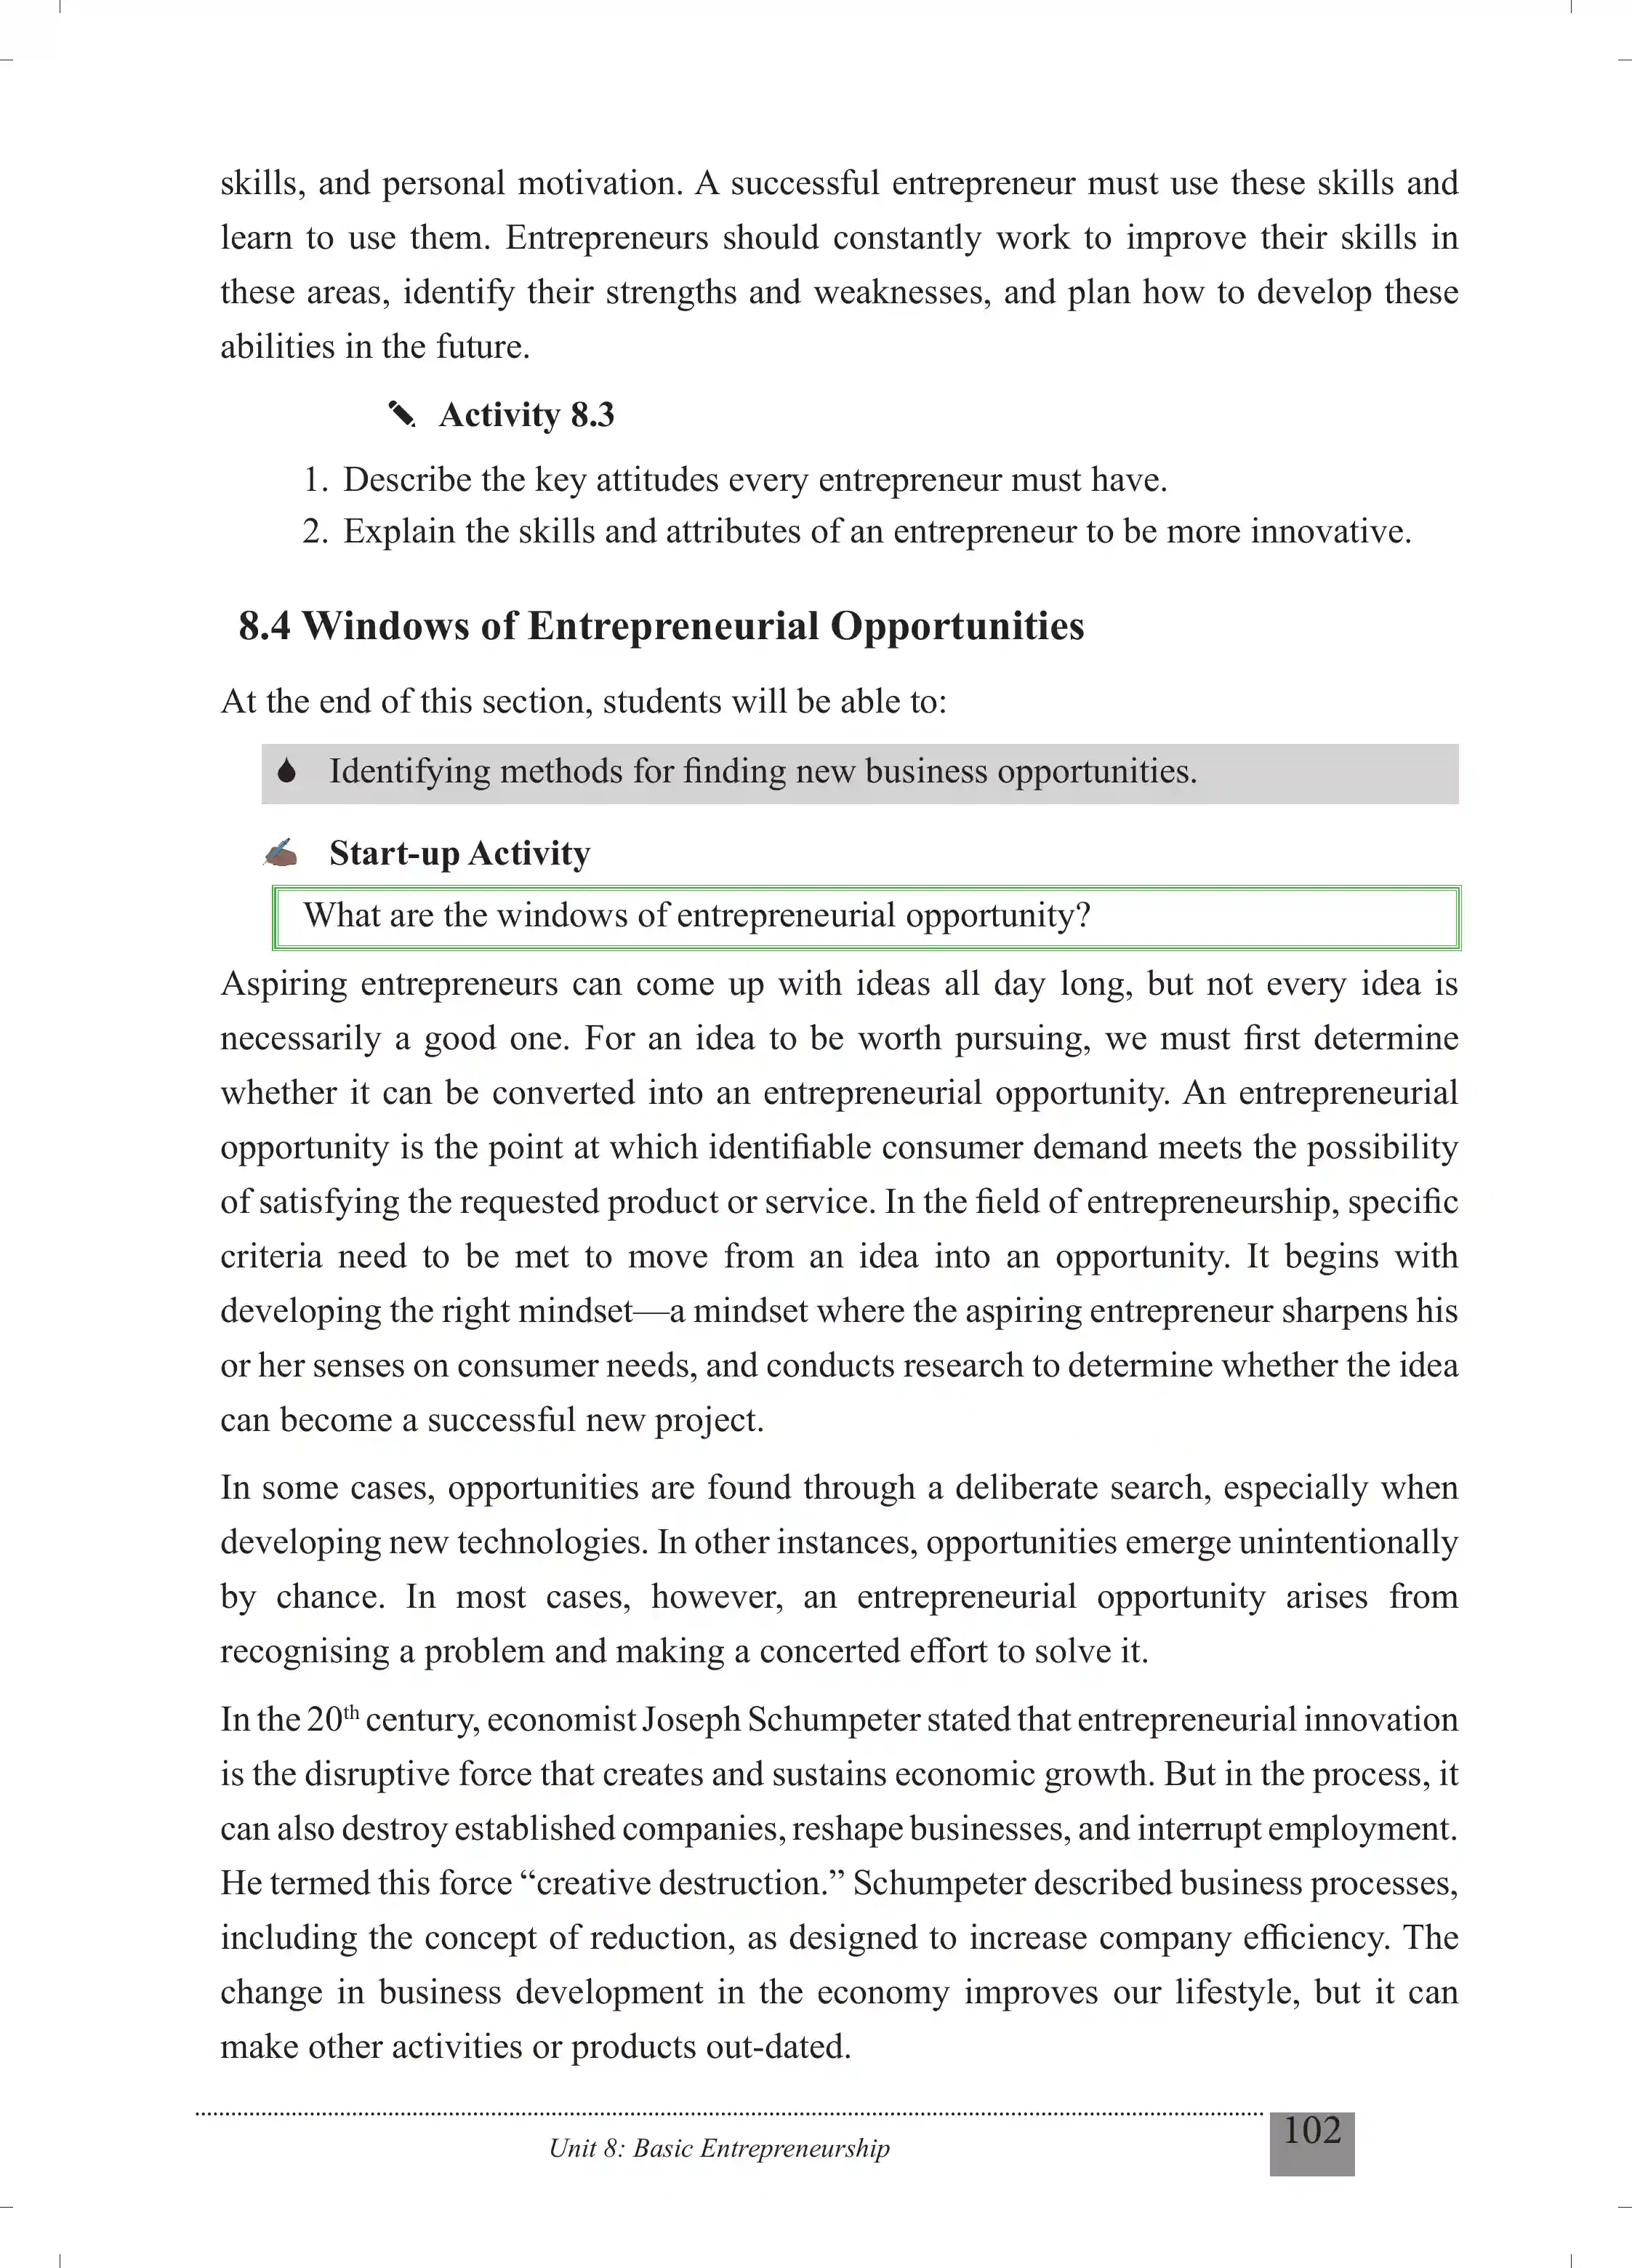 skills, and personal motivation. A successful entrepreneur must use these skills and
learn to use them. Entrepreneurs should constantly work to improve their skills in
these areas, identify their strengths and weaknesses, and plan how to develop these
abilities in the future.
Activity 8.3
1. Describe the key attitudes every entrepreneur must have.
2. Explain the skills and attributes of an entrepreneur to be more innovative.
8.4 Windows of Entrepreneurial Opportunities
At the end of this section, students will be able to:
Identifying methods for finding new business opportunities.
Start-up Activity
What are the windows of entrepreneurial opportunity?
Aspiring entrepreneurs can come up with ideas all day long, but not every idea is
necessarily a good one. For an idea to be worth pursuing, we must first determine
whether it can be converted into an entrepreneurial opportunity. An entrepreneurial
opportunity is the point at which identifiable consumer demand meets the possibility
of satisfying the requested product or service. In the field of entrepreneurship, specific
criteria need to be met to move from an idea into an opportunity. It begins with
developing the right mindset—a mindset where the aspiring entrepreneur sharpens his
or her senses on consumer needs, and conducts research to determine whether the idea
can become a successful new project.
In some cases, opportunities are found through a deliberate search, especially when
developing new technologies. In other instances, opportunities emerge unintentionally
by chance. In most cases, however, an entrepreneurial opportunity arises from
recognising a problem and making a concerted effort to solve it.
In the 20th century, economist Joseph Schumpeter stated that entrepreneurial innovation
is the disruptive force that creates and sustains economic growth. But in the process, it
can also destroy established companies, reshape businesses, and interrupt employment.
He termed this force “creative destruction.” Schumpeter described business processes,
including the concept of reduction, as designed to increase company efficiency. The
change in business development in the economy improves our lifestyle, but it can
make other activities or products out-dated.
Unit 8: Basic Entrepreneurship
102